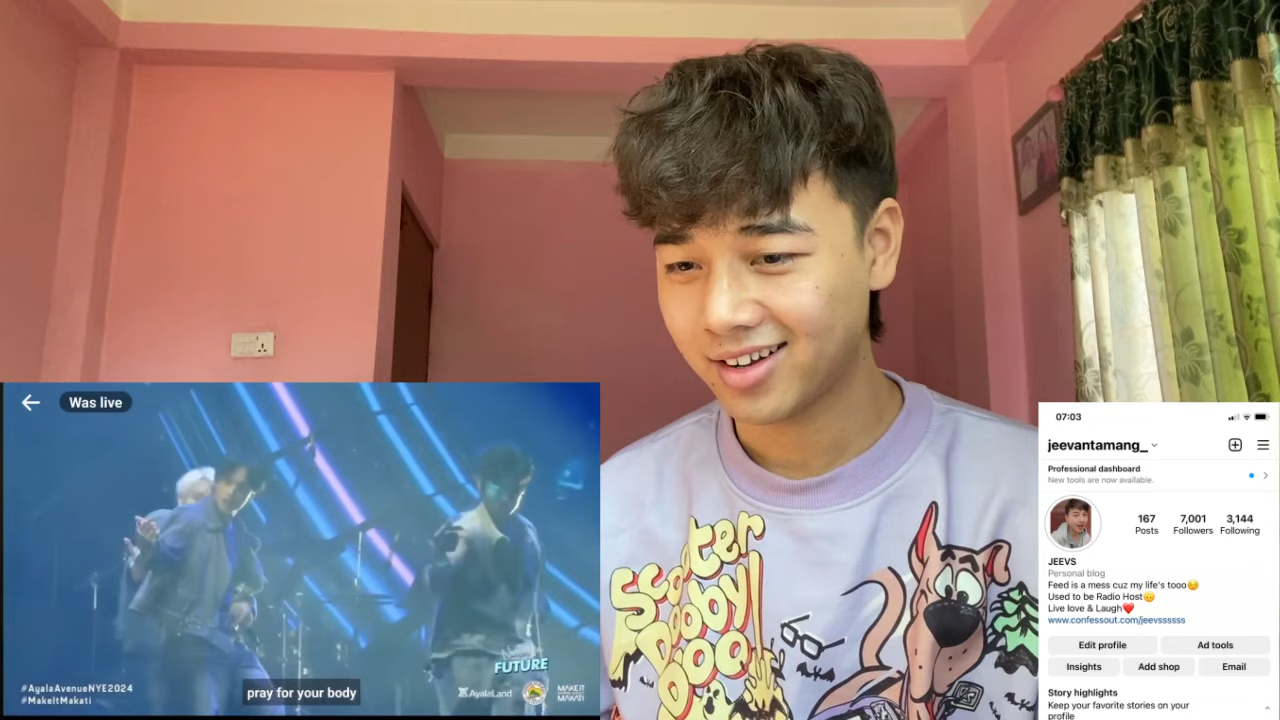 Was live
FUTURE
#AyalaAvenueNYE2024
#MakeItMakati
pray for your body
AyalaLand
MAKE IT
MAKATI
Scooter
Dooby!
Doo
07:03
jeevantamang_
Professional dashboard
New tools are now available.
167
7,001
3,144
Posts
Followers
Following
JEEVS
Personal blog
Feed is a mess cuz my life's tooo😔
Used to be Radio Host🙂
Live love & Laugh❤️
www.confessout.com/jeevssssss
Edit profile
Ad tools
Insights
Add shop
Email
Story highlights
Keep your favorite stories on your
profile